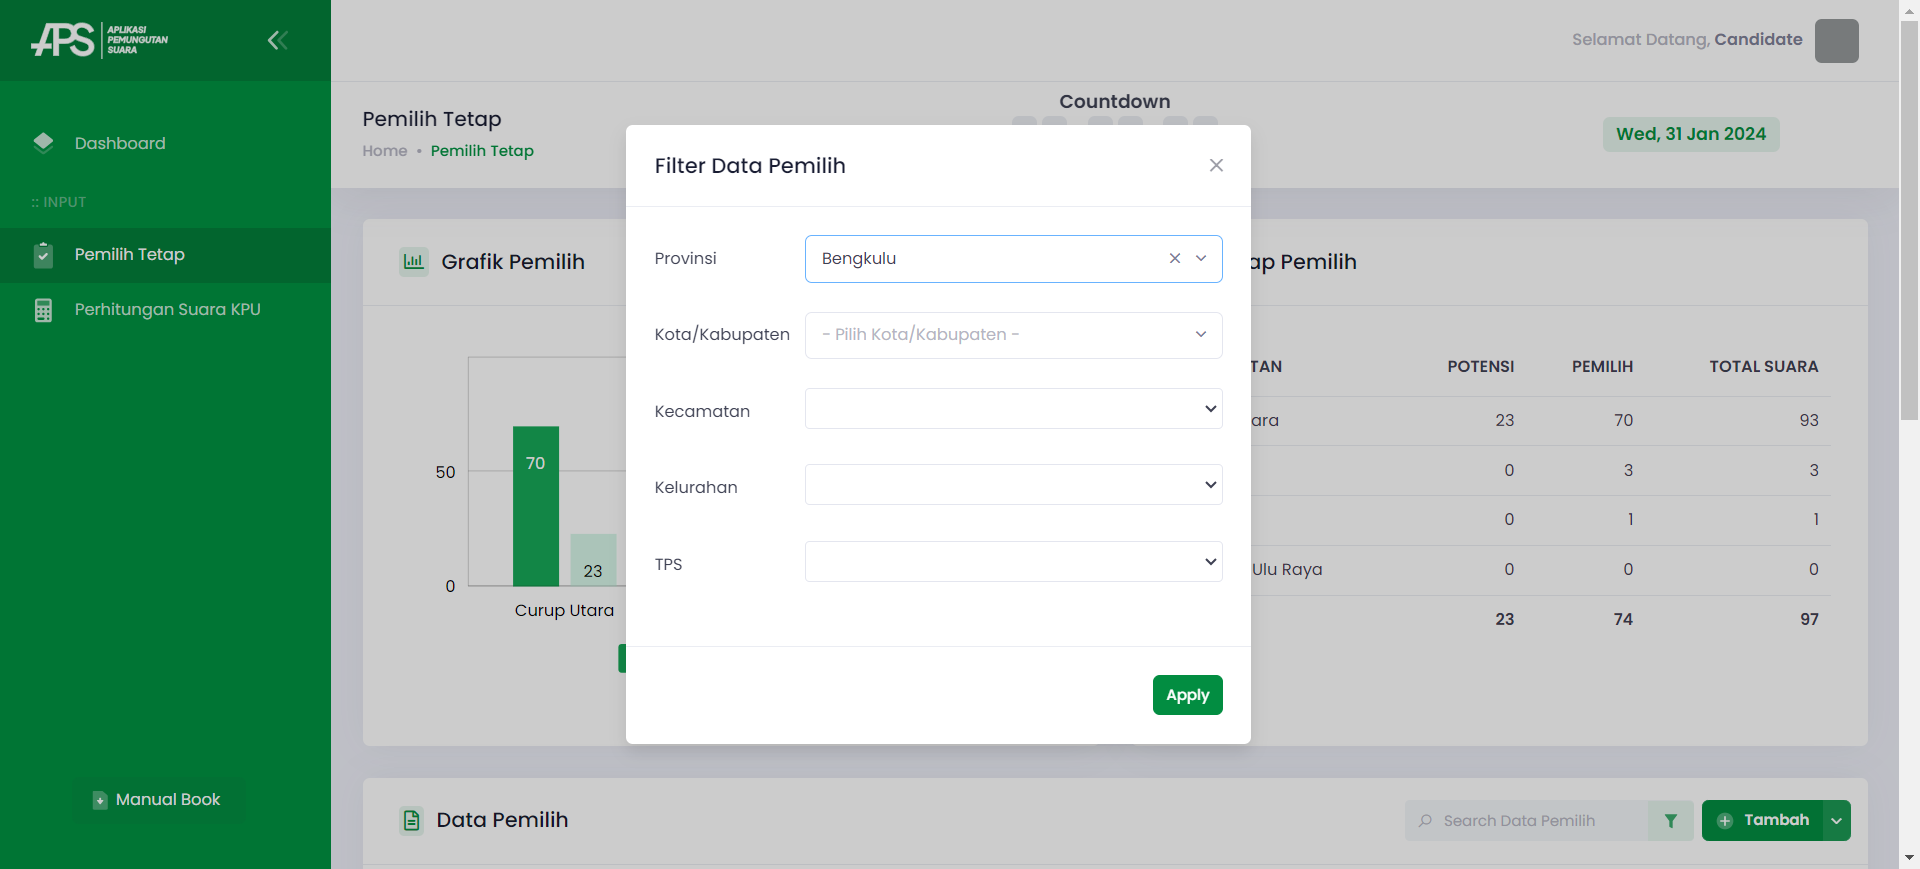 APS APLIKASI
PEMUNGUTAN
SUARA
Selamat Datang, Candidate
Dashboard
:: INPUT
Pemilih Tetap
Perhitungan Suara KPU
Manual Book
Pemilih Tetap
Home • Pemilih Tetap
Countdown
Wed, 31 Jan 2024
Filter Data Pemilih
Provinsi Bengkulu
Kota/Kabupaten - Pilih Kota/Kabupaten -
Kecamatan
Kelurahan
TPS
Apply
Grafik Pemilih
50
0
70
23
Curup Utara
ap Pemilih
TAN POTENSI PEMILIH TOTAL SUARA
ara 23 70 93
0 3 3
0 1 1
Ulu Raya 0 0 0
23 74 97
Data Pemilih
Search Data Pemilih
Tambah